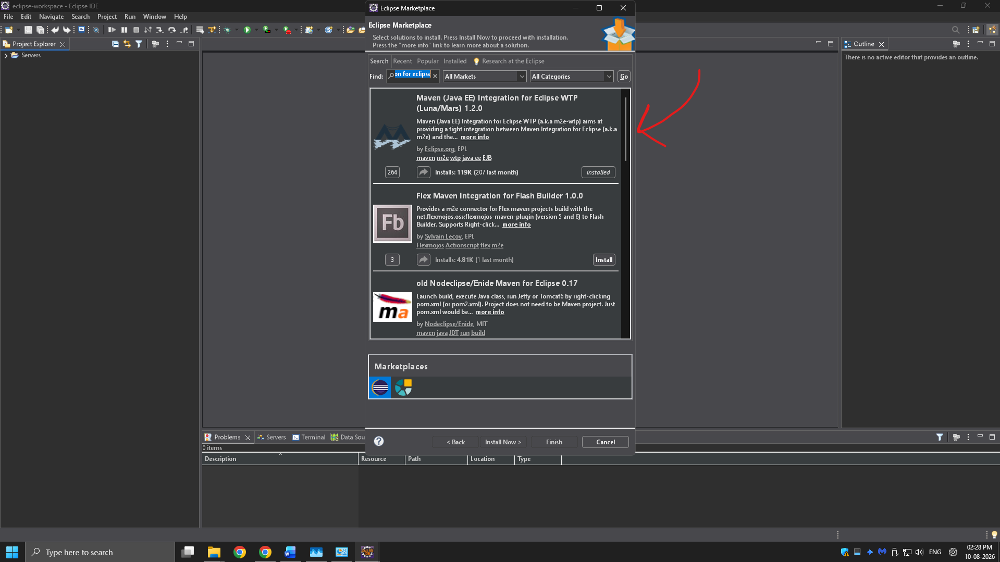 eclipse-workspace - Eclipse IDE
File Edit Navigate Search Project Run Window Help
Project Explorer
Servers
Eclipse Marketplace
Eclipse Marketplace
Select solutions to install. Press Install Now to proceed with installation.
Press the "more info" link to learn more about a solution.
Search Recent Popular Installed Research at the Eclipse
Find: on for eclipse All Markets All Categories Go
Maven (Java EE) Integration for Eclipse WTP
(Luna/Mars) 1.2.0
Maven (Java EE) Integration for Eclipse WTP (a.k.a m2e-wtp) aims at
providing a tight integration between Maven Integration for Eclipse (a.k.a
m2e) and the... more info
by Eclipse.org, EPL
maven m2e wtp java ee EJB
264 Installs: 119K (207 last month) Installed
Flex Maven Integration for Flash Builder 1.0.0
Fb
Provides a m2e connector for Flex maven projects build with the
net.flexmojos.oss:flexmojos-maven-plugin (version 5 and 6) to Flash
Builder. Supports Right-click... more info
by Sylvain Lecoy, EPL
Flexmojos Actionscript flex m2e
3 Installs: 4.81K (1 last month) Install
old Nodeclipse/Enide Maven for Eclipse 0.17
ma
Launch build, execute Java class, run Jetty or Tomcat6 by right-clicking
pom.xml (or pom2.xml). Project does not need to be Maven project. Just
pom.xml would be... more info
by Nodeclipse/Enide, MIT
maven java JDT run build
Marketplaces
< Back Install Now > Finish Cancel
Outline
There is no active editor that provides an outline.
Problems Servers Terminal Data Sou
0 items
Description Resource Path Location Type
Type here to search
ENG
02:28 PM
10-08-2026